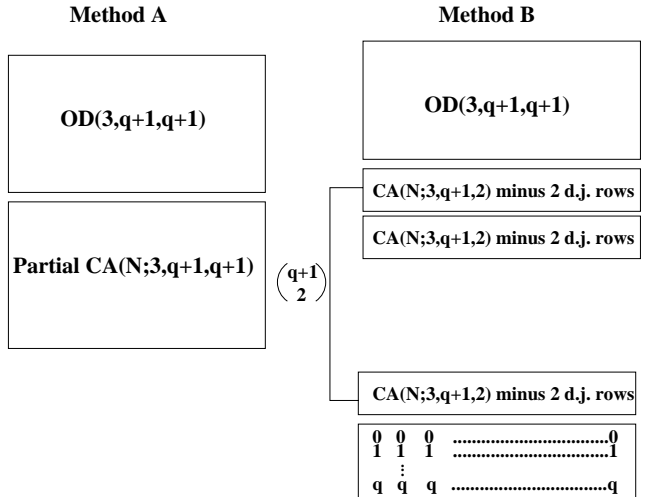 Method A
OD(3,q+1,q+1)
Partial CA(N;3,q+1,q+1)
Method B
OD(3,q+1,q+1)
CA(N;3,q+1,2) minus 2 d.j. rows
CA(N;3,q+1,2) minus 2 d.j. rows
(q+1
2)
CA(N;3,q+1,2) minus 2 d.j. rows
0 0 0 ..................................0
1 1 1 ..................................1
⋮
q q q ..................................q